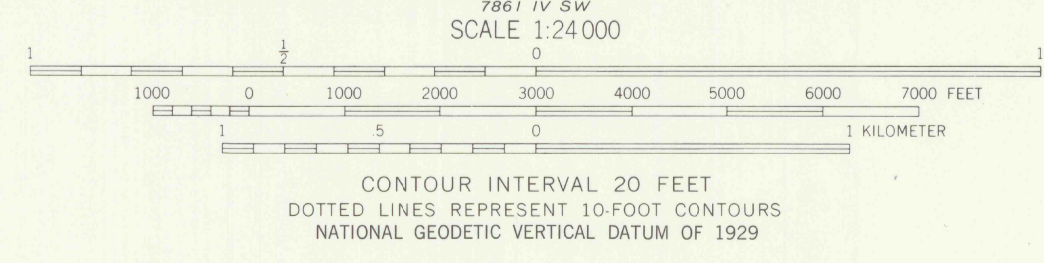 7861 IV SW
SCALE 1:24 000
1 ½ 0 1
1000 0 1000 2000 3000 4000 5000 6000 7000 FEET
1 .5 0 1 KILOMETER
CONTOUR INTERVAL 20 FEET
DOTTED LINES REPRESENT 10-FOOT CONTOURS
NATIONAL GEODETIC VERTICAL DATUM OF 1929